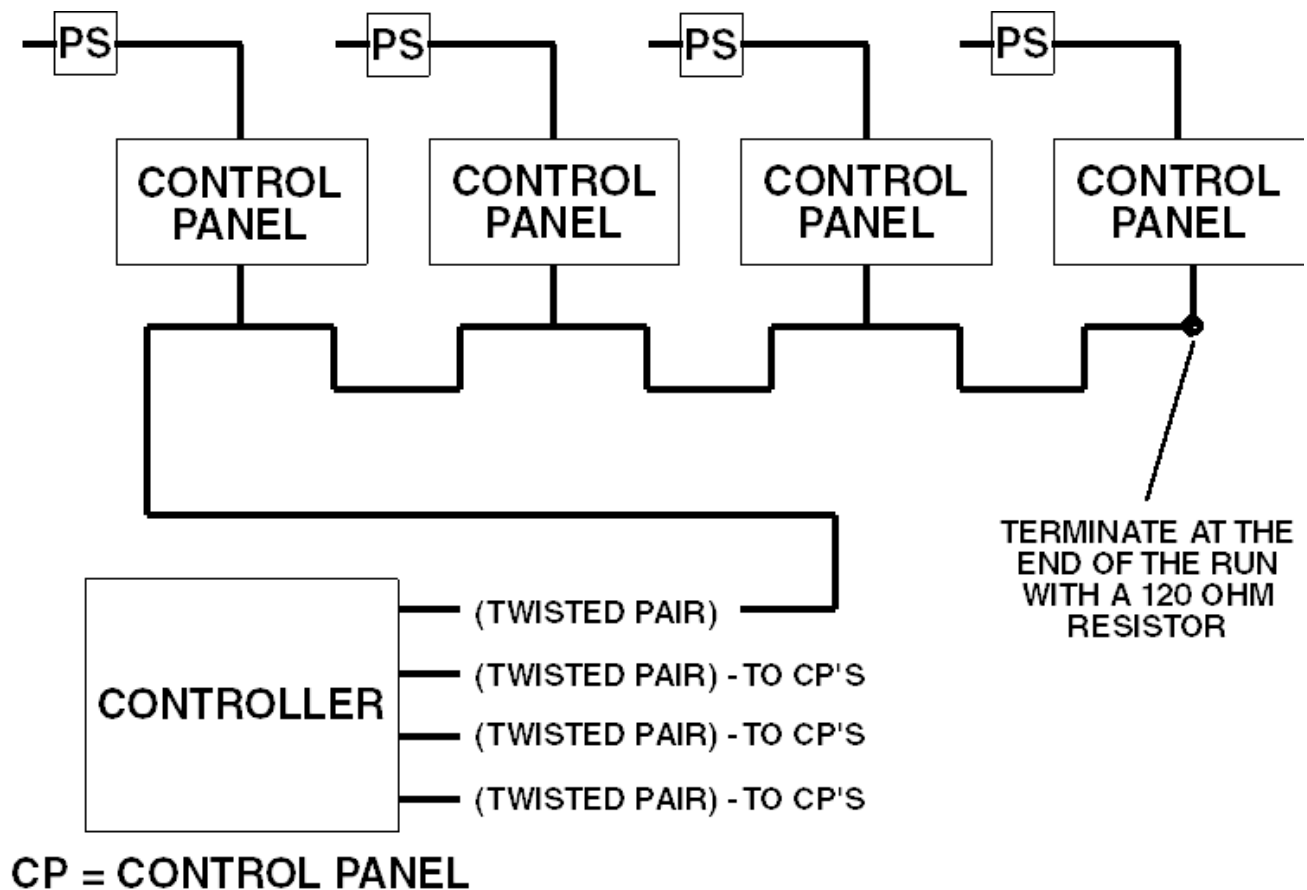 PS
PS
PS
PS
CONTROL
PANEL
CONTROL
PANEL
CONTROL
PANEL
CONTROL
PANEL
TERMINATE AT THE
END OF THE RUN
WITH A 120 OHM
RESISTOR
CONTROLLER
(TWISTED PAIR)
(TWISTED PAIR) - TO CP'S
(TWISTED PAIR) - TO CP'S
(TWISTED PAIR) - TO CP'S
CP = CONTROL PANEL